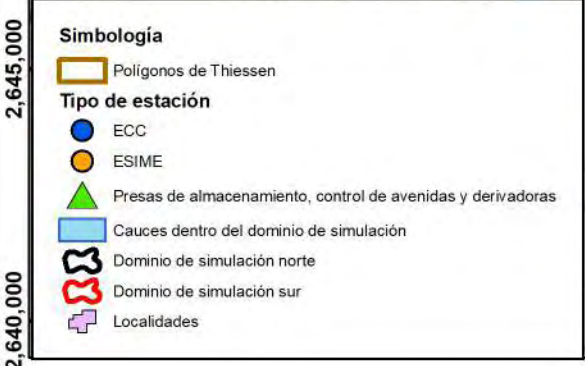 2,645,000
Simbología
Polígonos de Thiessen
Tipo de estación
ECC
ESIME
Presas de almacenamiento, control de avenidas y derivadoras
Cauces dentro del dominio de simulación
Dominio de simulación norte
Dominio de simulación sur
Localidades
2,640,000